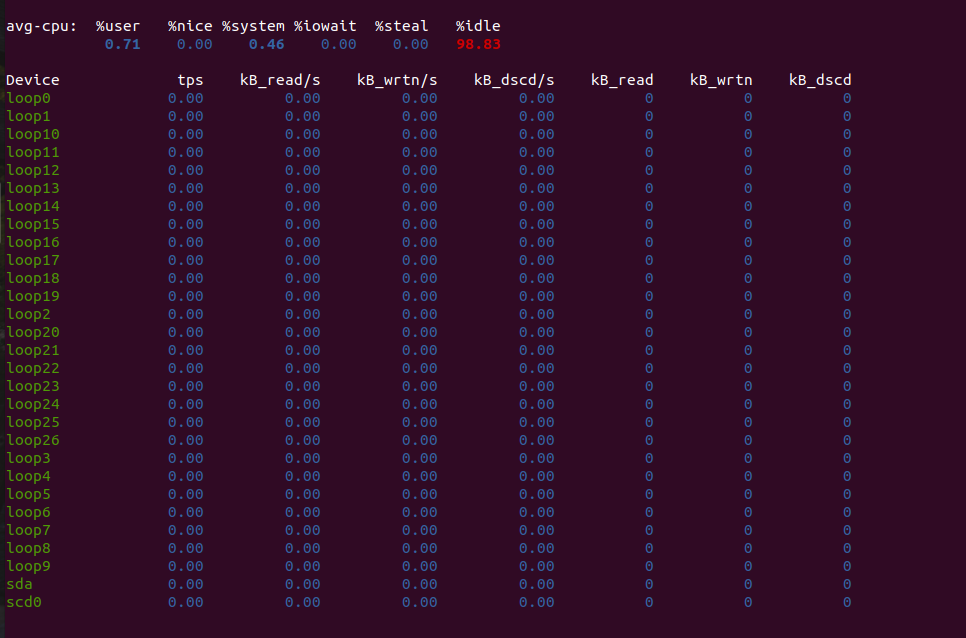 avg-cpu:  %user   %nice %system %iowait  %steal   %idle
           0.71    0.00    0.46    0.00    0.00   98.83
Device             tps    kB_read/s    kB_wrtn/s    kB_dscd/s    kB_read    kB_wrtn    kB_dscd
loop0             0.00         0.00         0.00         0.00          0          0          0
loop1             0.00         0.00         0.00         0.00          0          0          0
loop10            0.00         0.00         0.00         0.00          0          0          0
loop11            0.00         0.00         0.00         0.00          0          0          0
loop12            0.00         0.00         0.00         0.00          0          0          0
loop13            0.00         0.00         0.00         0.00          0          0          0
loop14            0.00         0.00         0.00         0.00          0          0          0
loop15            0.00         0.00         0.00         0.00          0          0          0
loop16            0.00         0.00         0.00         0.00          0          0          0
loop17            0.00         0.00         0.00         0.00          0          0          0
loop18            0.00         0.00         0.00         0.00          0          0          0
loop19            0.00         0.00         0.00         0.00          0          0          0
loop2             0.00         0.00         0.00         0.00          0          0          0
loop20            0.00         0.00         0.00         0.00          0          0          0
loop21            0.00         0.00         0.00         0.00          0          0          0
loop22            0.00         0.00         0.00         0.00          0          0          0
loop23            0.00         0.00         0.00         0.00          0          0          0
loop24            0.00         0.00         0.00         0.00          0          0          0
loop25            0.00         0.00         0.00         0.00          0          0          0
loop26            0.00         0.00         0.00         0.00          0          0          0
loop3             0.00         0.00         0.00         0.00          0          0          0
loop4             0.00         0.00         0.00         0.00          0          0          0
loop5             0.00         0.00         0.00         0.00          0          0          0
loop6             0.00         0.00         0.00         0.00          0          0          0
loop7             0.00         0.00         0.00         0.00          0          0          0
loop8             0.00         0.00         0.00         0.00          0          0          0
loop9             0.00         0.00         0.00         0.00          0          0          0
sda               0.00         0.00         0.00         0.00          0          0          0
scd0              0.00         0.00         0.00         0.00          0          0          0